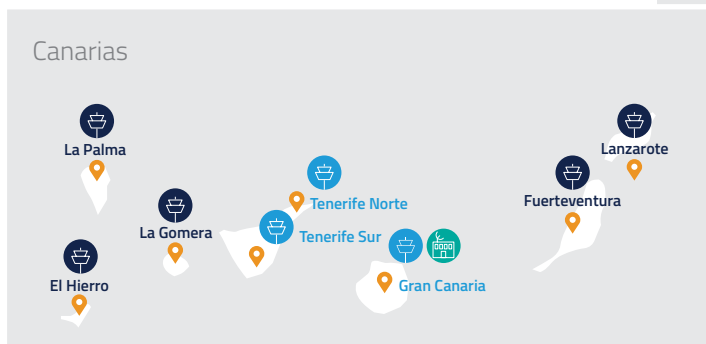 Canarias
La Palma
Lanzarote
Fuerteventura
Tenerife Norte
La Gomera
Tenerife Sur
El Hierro
Gran Canaria